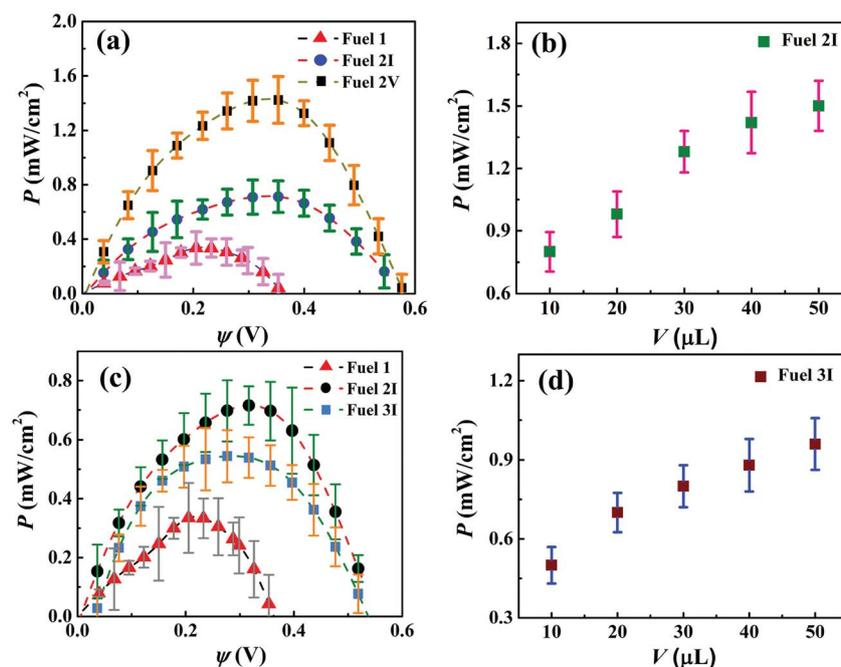 (a)
Fuel 1
Fuel 2I
Fuel 2V
2.0
1.6
1.2
0.8
0.4
0.0
P (mW/cm²)
0.0 0.2 0.4 0.6
ψ (V)
(b)
Fuel 2I
1.8
1.5
1.2
0.9
0.6
P (mW/cm²)
10 20 30 40 50
V (μL)
(c)
Fuel 1
Fuel 2I
Fuel 3I
0.8
0.6
0.4
0.2
0.0
P (mW/cm²)
0.0 0.2 0.4 0.6
ψ (V)
(d)
Fuel 3I
1.2
0.9
0.6
0.3
P (mW/cm²)
10 20 30 40 50
V (μL)